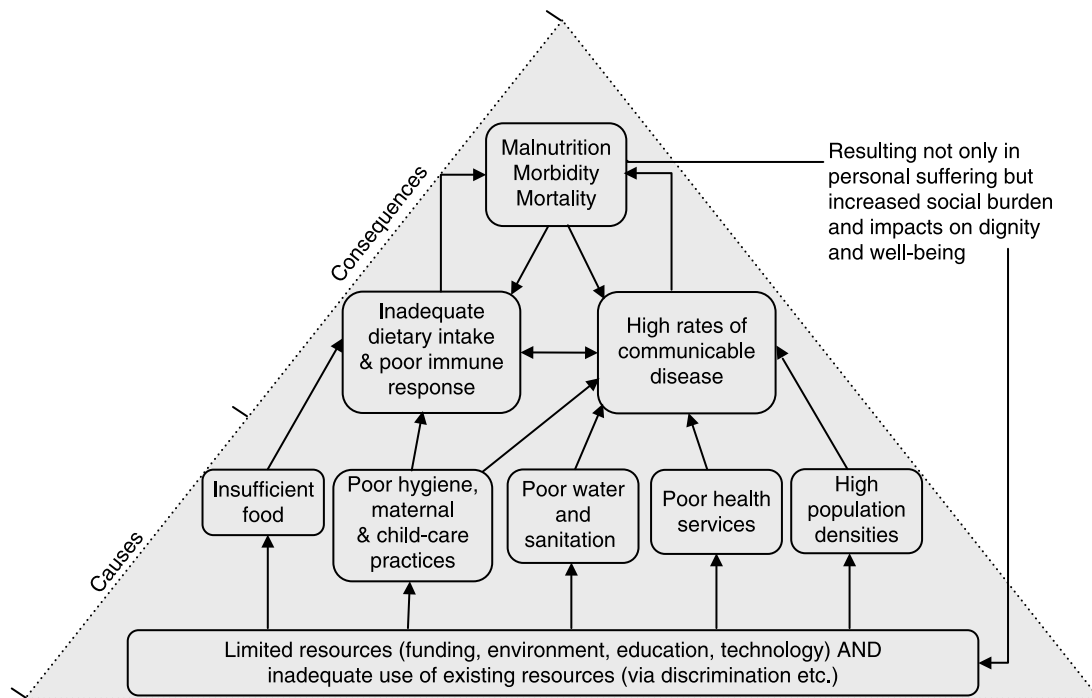 Malnutrition
Morbidity
Mortality
Resulting not only in
personal suffering but
increased social burden
and impacts on dignity
and well-being
Consequences
Inadequate
dietary intake
& poor immune
response
High rates of
communicable
disease
Causes
Insufficient
food
Poor hygiene,
maternal
& child-care
practices
Poor water
and
sanitation
Poor health
services
High
population
densities
Limited resources (funding, environment, education, technology) AND
inadequate use of existing resources (via discrimination etc.)